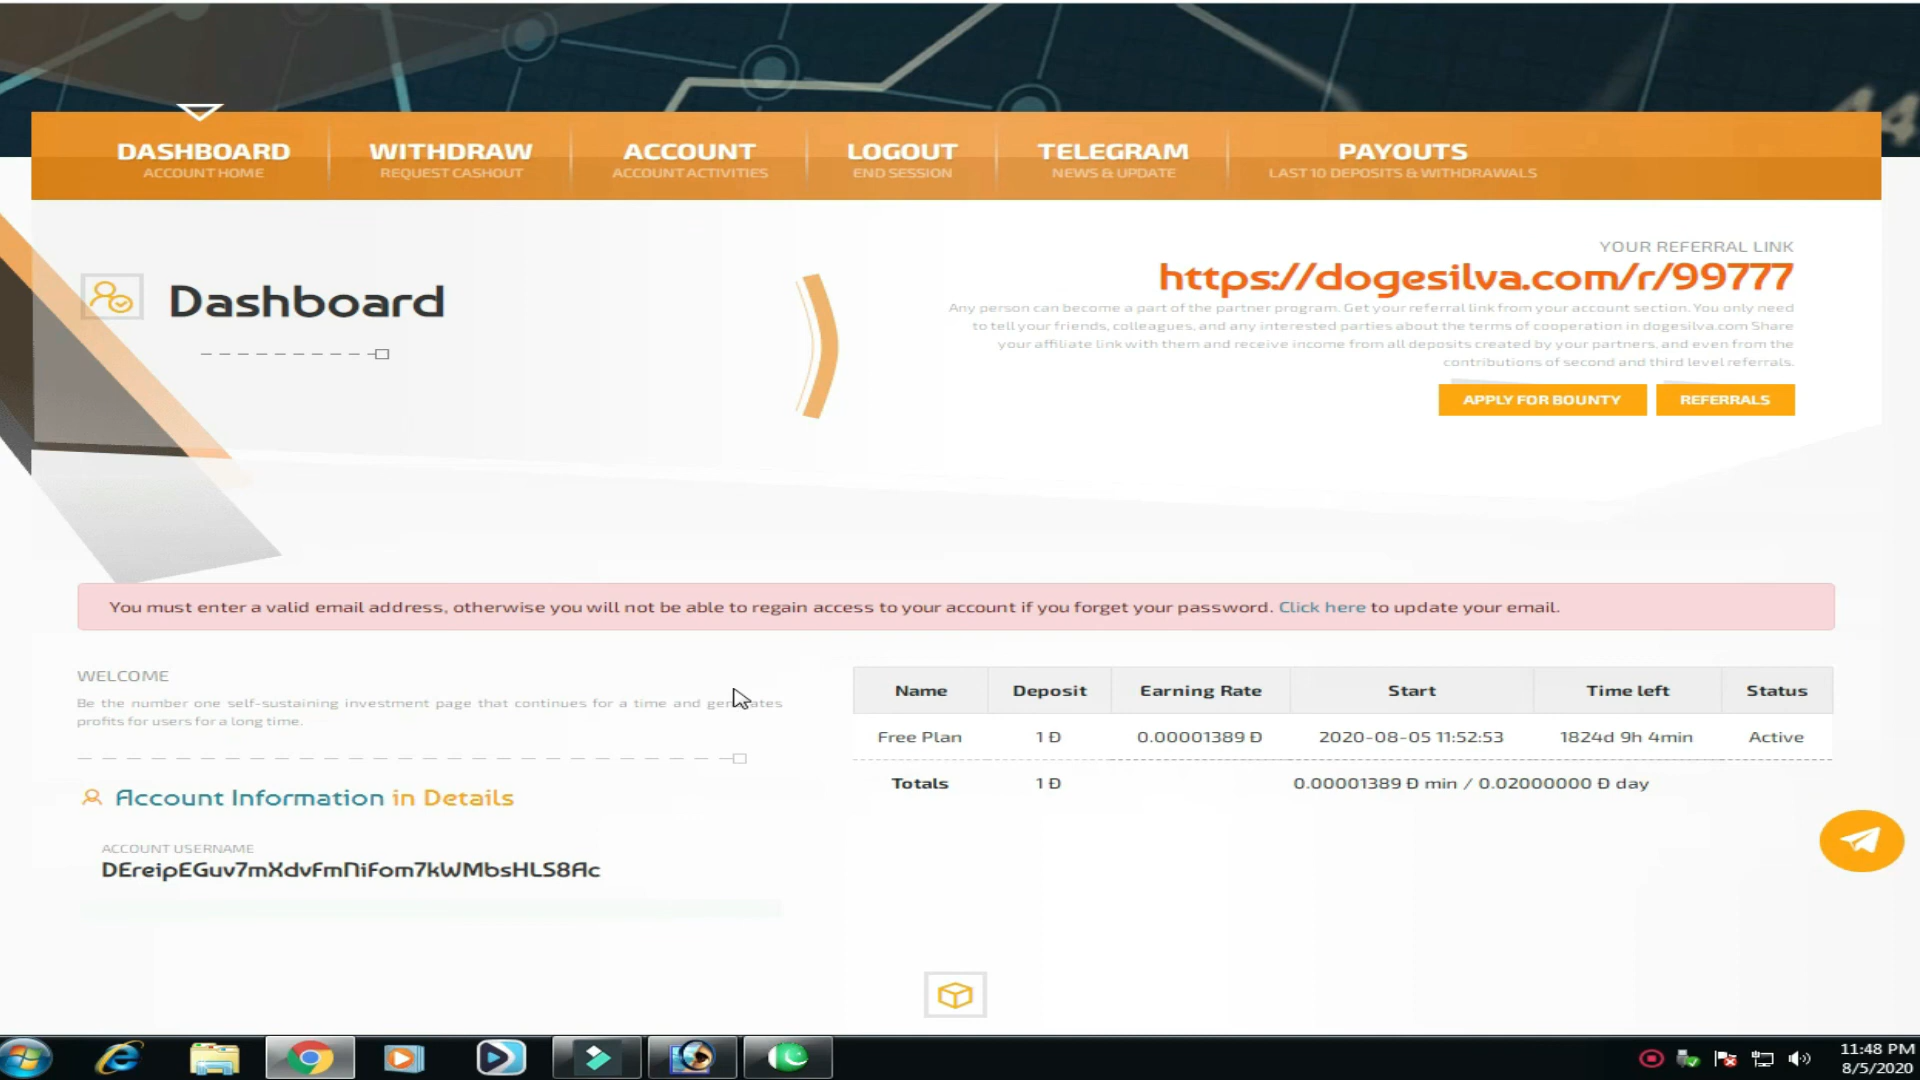 DASHBOARD
ACCOUNT HOME
WITHDRAW
REQUEST CASHOUT
ACCOUNT
ACCOUNT ACTIVITIES
LOGOUT
END SESSION
TELEGRAM
NEWS & UPDATE
PAYOUTS
LAST 10 DEPOSITS & WITHDRAWALS
Dashboard
YOUR REFERRAL LINK
https://dogesilva.com/r/99777
Any person can become a part of the partner program. Get your referral link from your account section. You only need
to tell your friends, colleagues, and any interested parties about the terms of cooperation in dogesilva.com Share
your affiliate link with them and receive income from all deposits created by your partners, and even from the
contributions of second and third level referrals.
APPLY FOR BOUNTY
REFERRALS
You must enter a valid email address, otherwise you will not be able to regain access to your account if you forget your password. Click here to update your email.
WELCOME
Be the number one self-sustaining investment page that continues for a time and generates
profits for users for a long time.
Account Information in Details
ACCOUNT USERNAME
DEreipEGuv7mXdvFmNiFom7kWMbsHLS8Ac
Name Deposit Earning Rate Start Time left Status
Free Plan 1 Ð 0.00001389 Ð 2020-08-05 11:52:53 1824d 9h 4min Active
Totals 1 Ð 0.00001389 Ð min / 0.02000000 Ð day
11:48 PM
8/5/2020